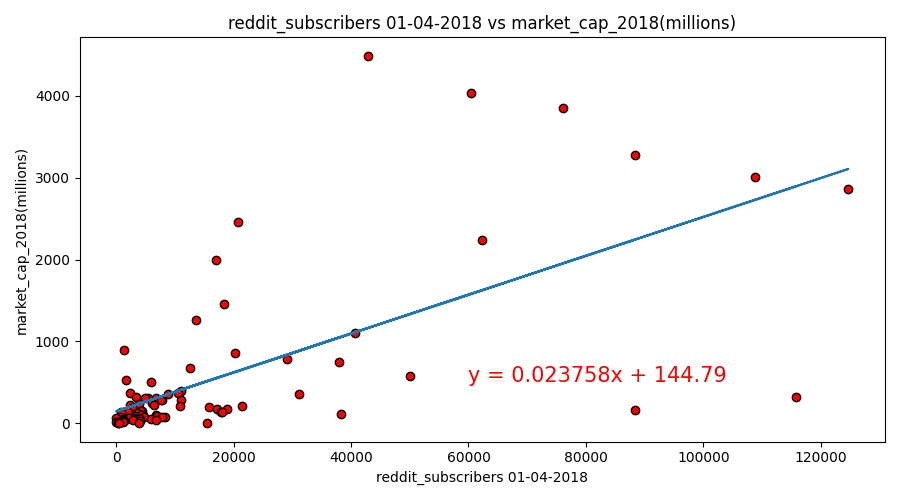 reddit_subscribers 01-04-2018 vs market_cap_2018(millions)
market_cap_2018(millions)
4000
3000
2000
1000
0
y = 0.023758x + 144.79
0 20000 40000 60000 80000 100000 120000
reddit_subscribers 01-04-2018